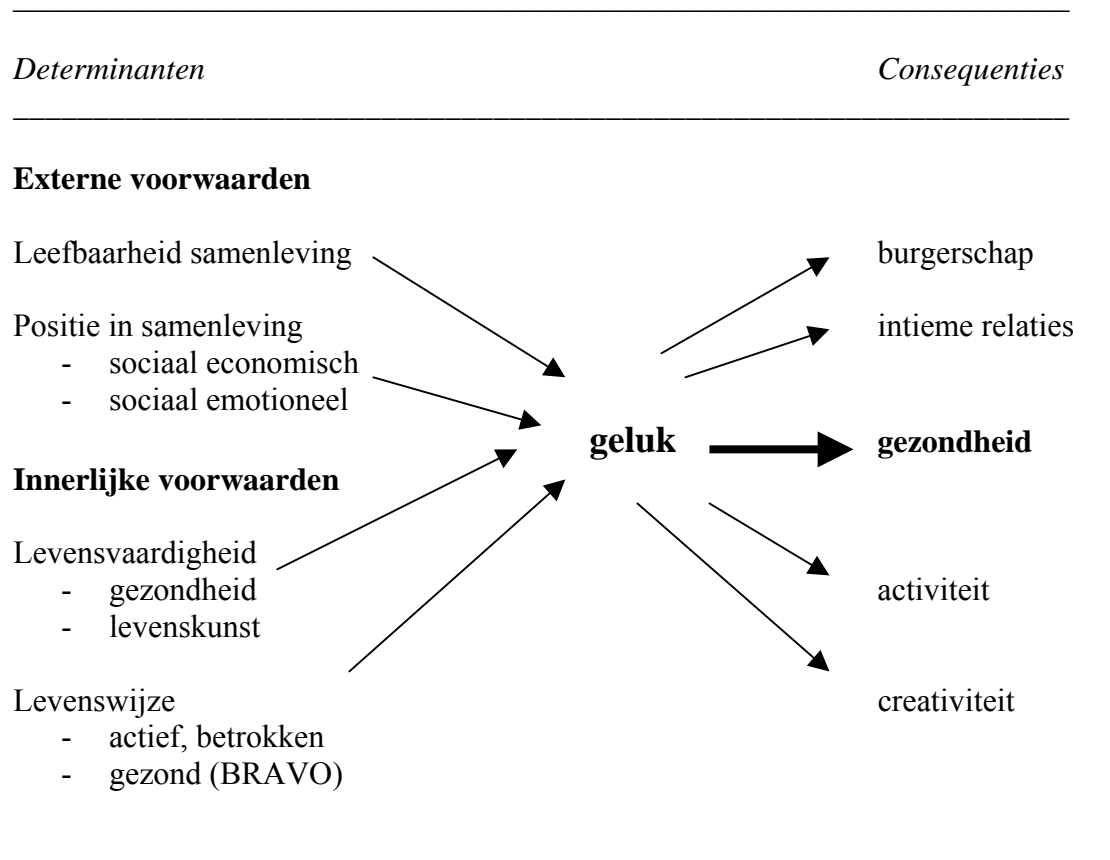 Determinanten Consequenties
Externe voorwaarden
Leefbaarheid samenleving burgerschap
Positie in samenleving intieme relaties
- sociaal economisch
- sociaal emotioneel
geluk gezondheid
Innerlijke voorwaarden
Levensvaardigheid
- gezondheid activiteit
- levenskunst
Levenswijze creativiteit
- actief, betrokken
- gezond (BRAVO)